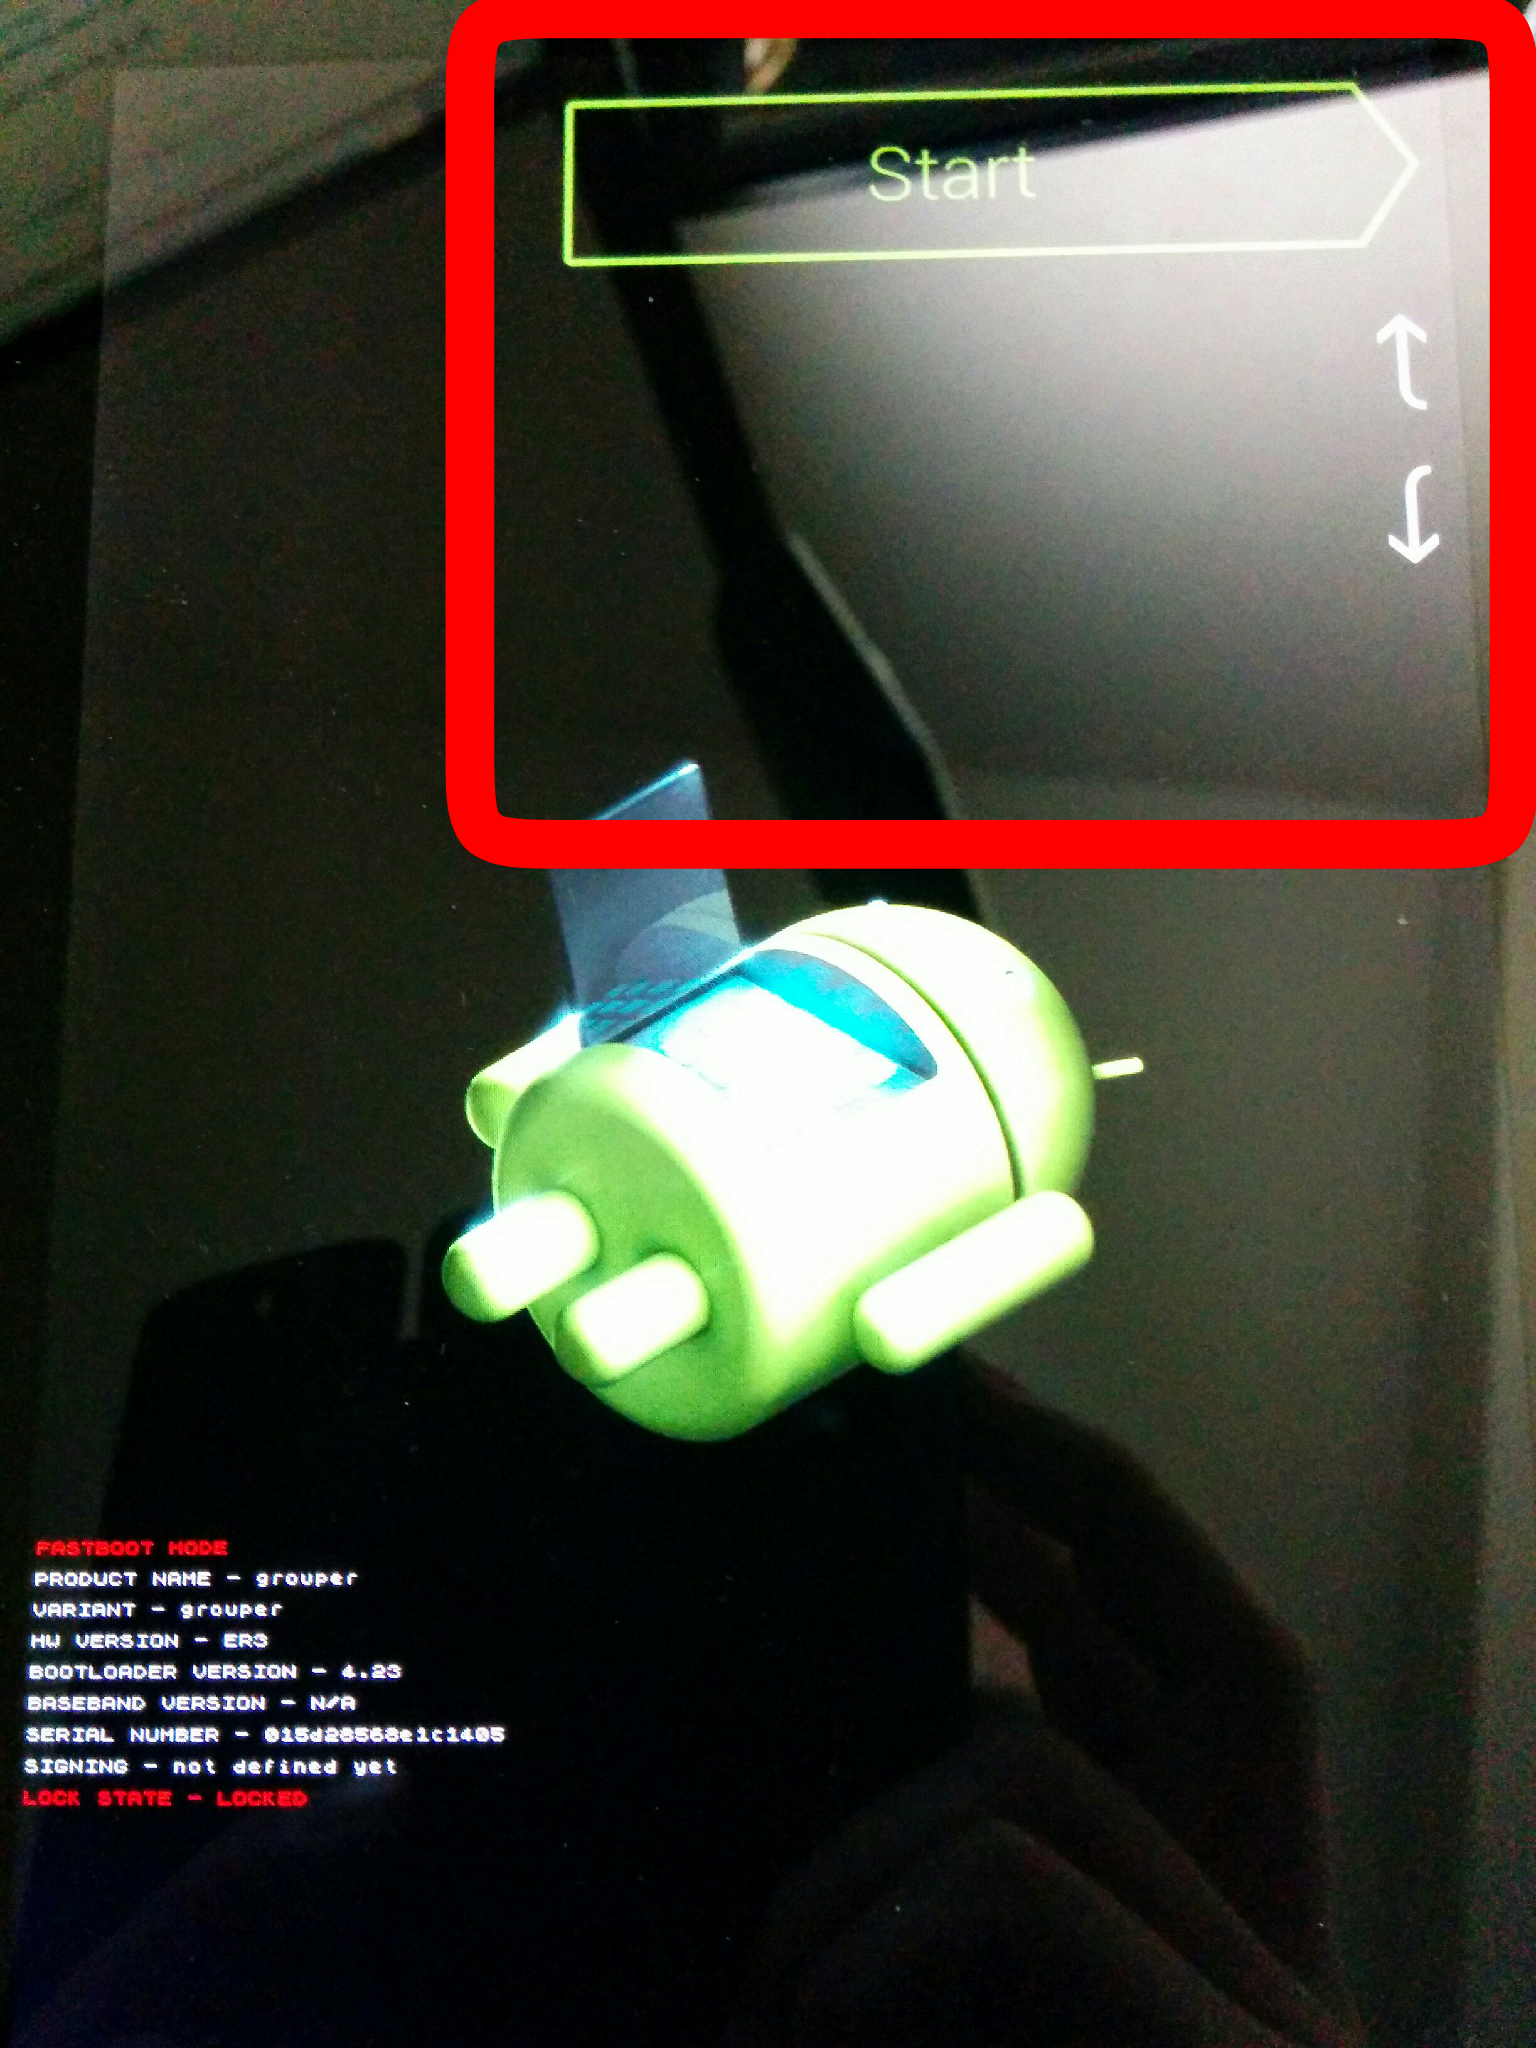 Start
FASTBOOT MODE
PRODUCT NAME - grouper
VARIANT - grouper
HW VERSION - ER3
BOOTLOADER VERSION - 4.23
BASEBAND VERSION - N/A
SERIAL NUMBER - 015d28568e1c1405
SIGNING - not defined yet
LOCK STATE - LOCKED